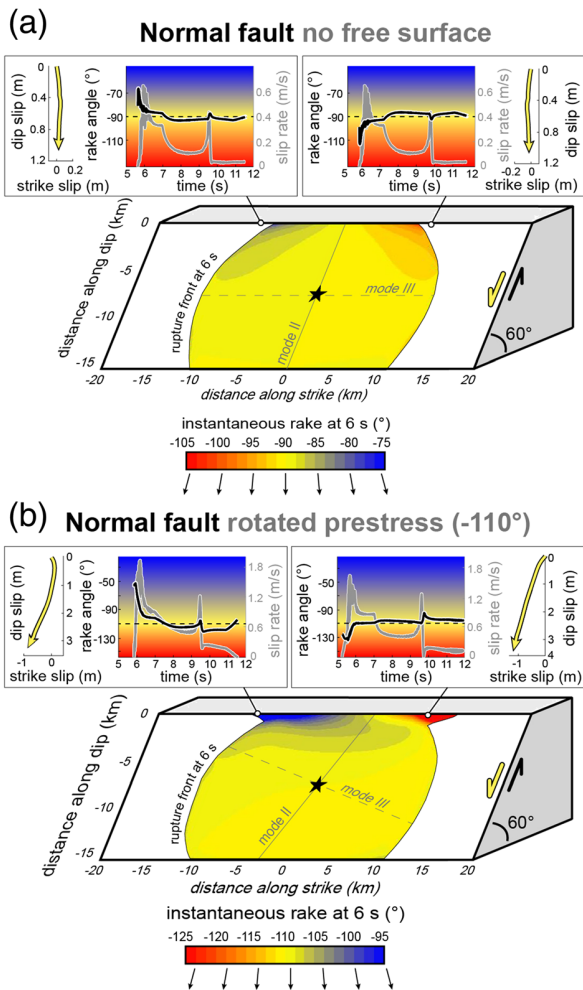 (a) Normal fault no free surface
dip slip (m)
0
0.4
0.8
1.2
0 0.2
strike slip (m)
rake angle (°)
-70
-90
-110
0.6
0.4
0.2
0
slip rate (m/s)
5 6 7 8 9 10 11 12
time (s)
rake angle (°)
-70
-90
-110
0.6
0.4
0.2
0
slip rate (m/s)
5 6 7 8 9 10 11 12
time (s)
dip slip (m)
0
0.4
0.8
1.2
-0.2 0
strike slip (m)
distance along dip (km)
0
-5
-10
-15
rupture front at 6 s
mode III
mode II
60°
-20 -15 -10 -5 0 5 10 15 20
distance along strike (km)
instantaneous rake at 6 s (°)
-105 -100 -95 -90 -85 -80 -75
(b) Normal fault rotated prestress (-110°)
dip slip (m)
0
1
2
3
-1 0
strike slip (m)
rake angle (°)
-50
-90
-130
1.8
1.2
0.6
0
slip rate (m/s)
5 6 7 8 9 10 11 12
time (s)
rake angle (°)
-50
-90
-130
1.8
1.2
0.6
0
slip rate (m/s)
5 6 7 8 9 10 11 12
time (s)
dip slip (m)
0
1
2
3
4
-1 0
strike slip (m)
distance along dip (km)
0
-5
-10
-15
rupture front at 6 s
mode III
mode II
60°
-20 -15 -10 -5 0 5 10 15 20
distance along strike (km)
instantaneous rake at 6 s (°)
-125 -115 -110 -105 -100 -95